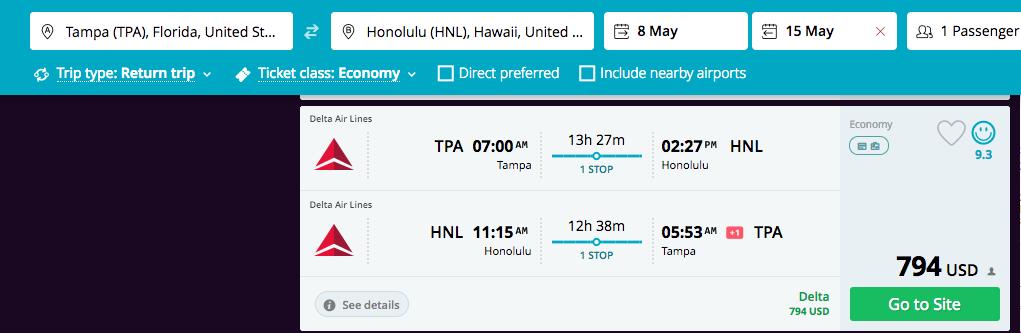 A Tampa (TPA), Florida, United St...
B Honolulu (HNL), Hawaii, United ...
8 May
15 May
1 Passenger
Trip type: Return trip
Ticket class: Economy
Direct preferred
Include nearby airports
Delta Air Lines
TPA 07:00 AM
Tampa
13h 27m
1 STOP
02:27 PM HNL
Honolulu
Delta Air Lines
HNL 11:15 AM
Honolulu
12h 38m
1 STOP
05:53 AM +1 TPA
Tampa
See details
Delta
794 USD
Economy
9.3
794 USD
Go to Site